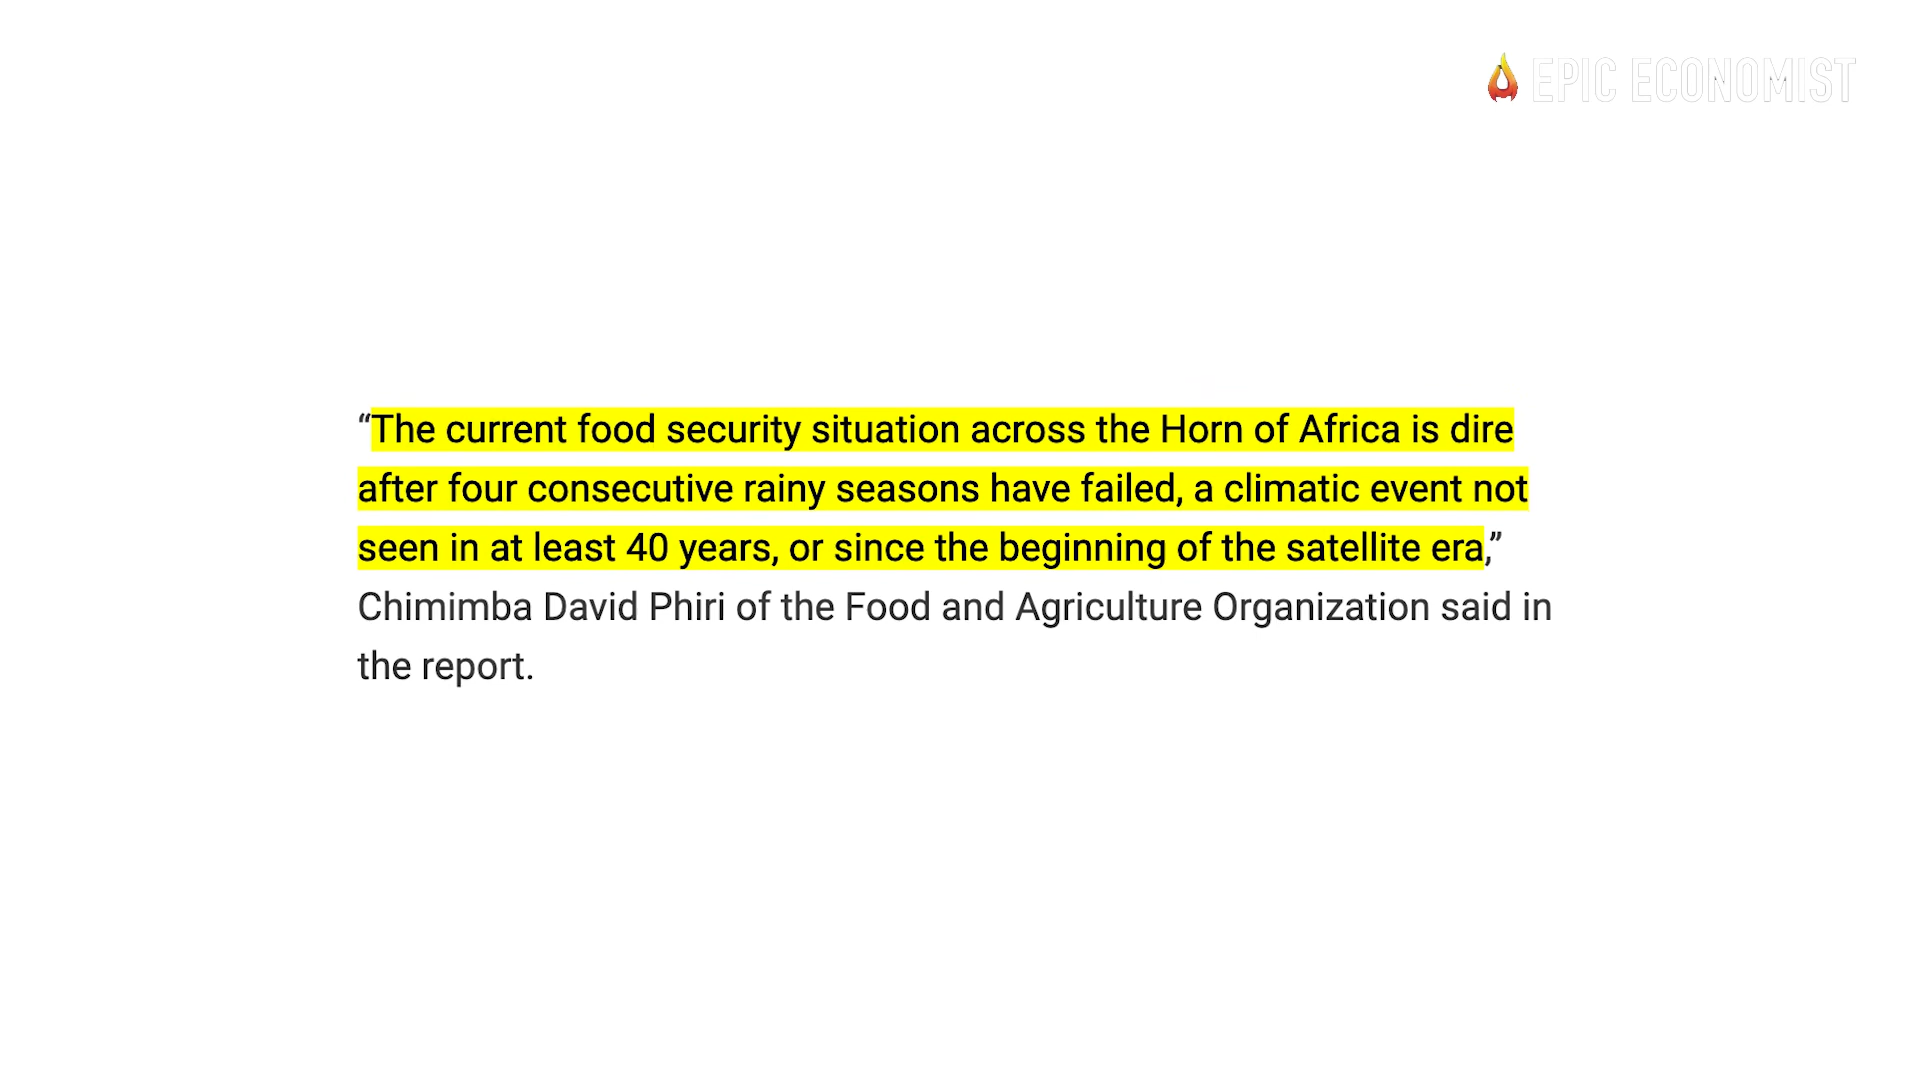 EPIC ECONOMIST
“The current food security situation across the Horn of Africa is dire
after four consecutive rainy seasons have failed, a climatic event not
seen in at least 40 years, or since the beginning of the satellite era,”
Chimimba David Phiri of the Food and Agriculture Organization said in
the report.